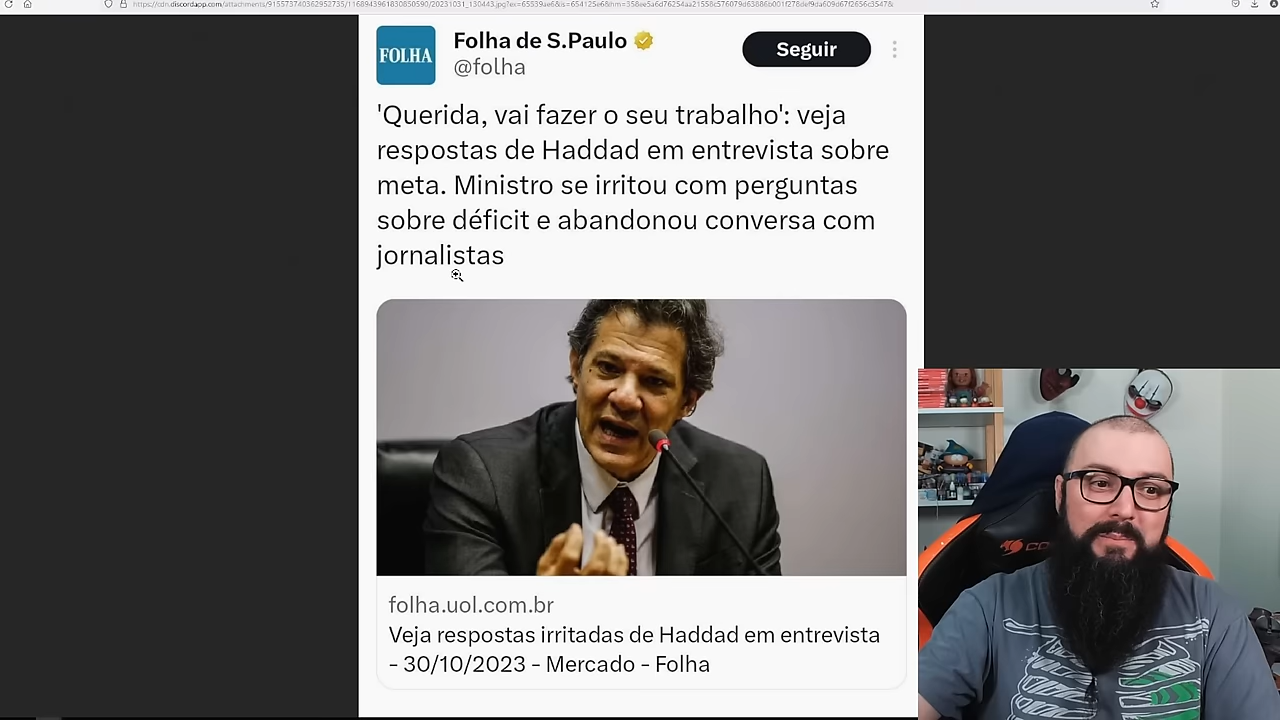 FOLHA
Folha de S.Paulo
@folha
Seguir
'Querida, vai fazer o seu trabalho': veja
respostas de Haddad em entrevista sobre
meta. Ministro se irritou com perguntas
sobre déficit e abandonou conversa com
jornalistas
folha.uol.com.br
Veja respostas irritadas de Haddad em entrevista
- 30/10/2023 - Mercado - Folha